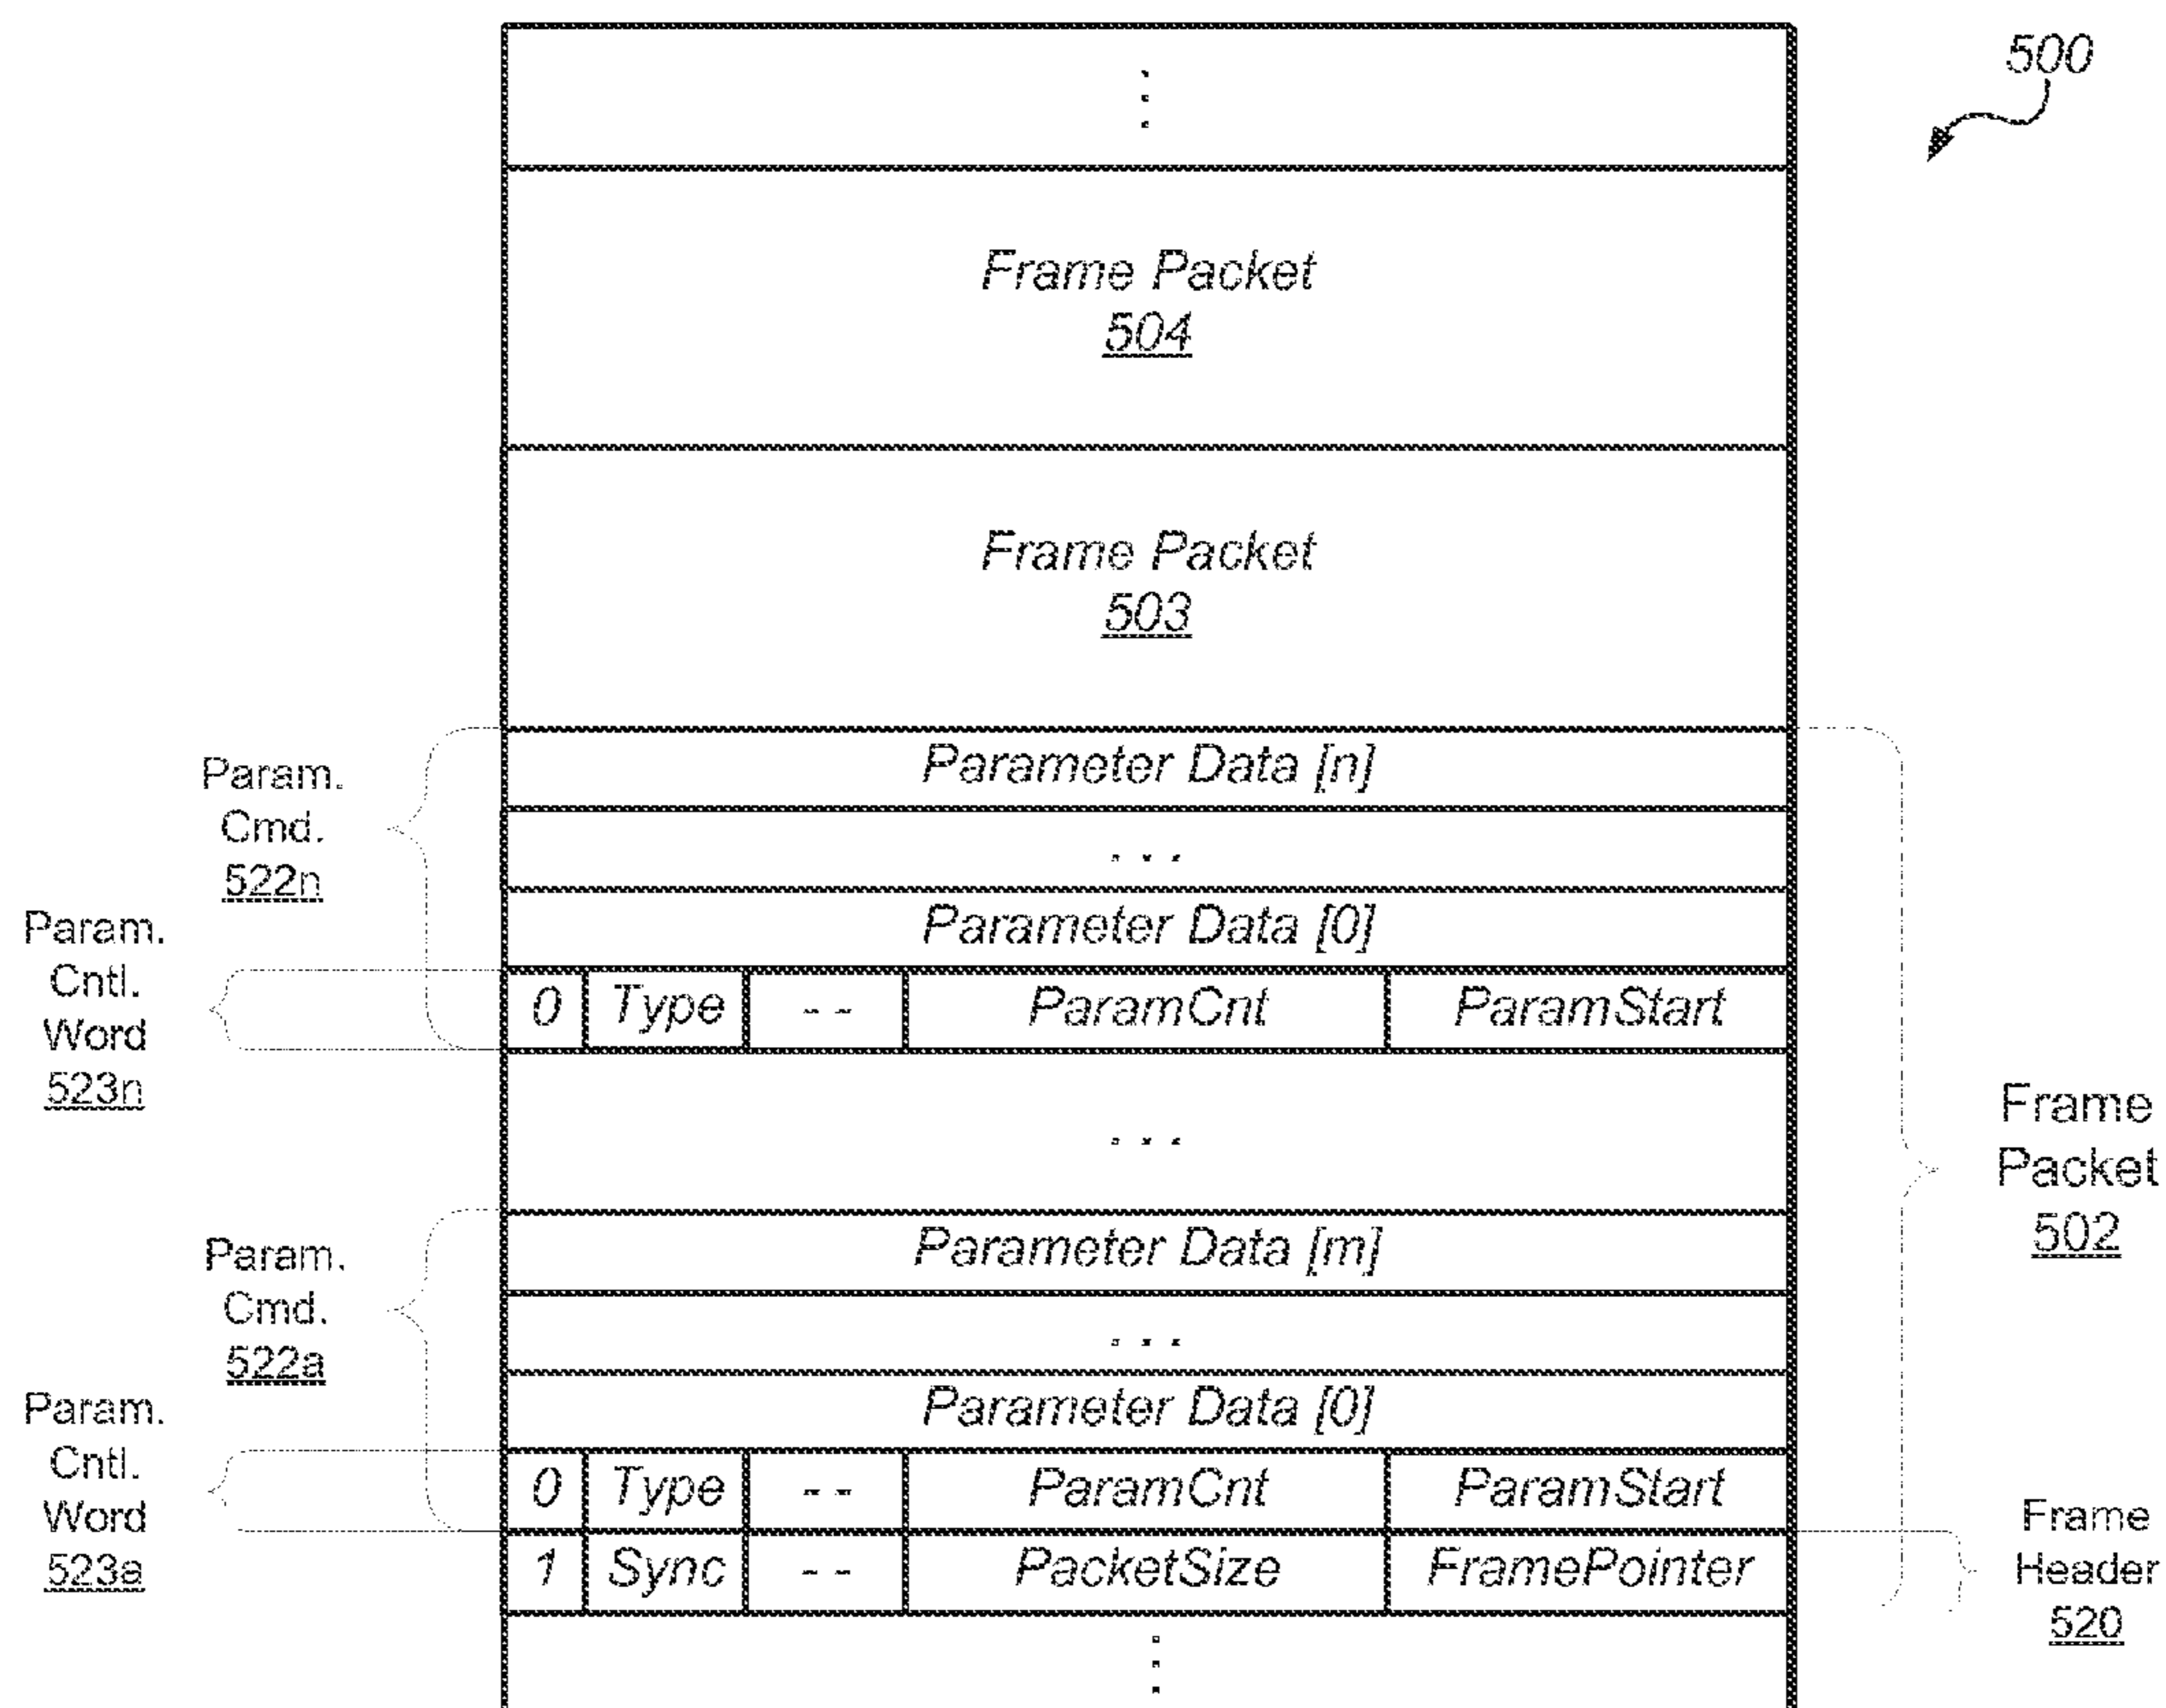 500
⋮
Frame Packet
504
Frame Packet
503
Parameter Data [n]
Param.
Cmd.
522n
. . .
Parameter Data [0]
Param.
Cntl.
Word
523n
0 Type -- ParamCnt ParamStart
. . .
Frame
Packet
502
Parameter Data [m]
Param.
Cmd.
522a
. . .
Parameter Data [0]
Param.
Cntl.
Word
523a
0 Type -- ParamCnt ParamStart
1 Sync -- PacketSize FramePointer
Frame
Header
520
⋮